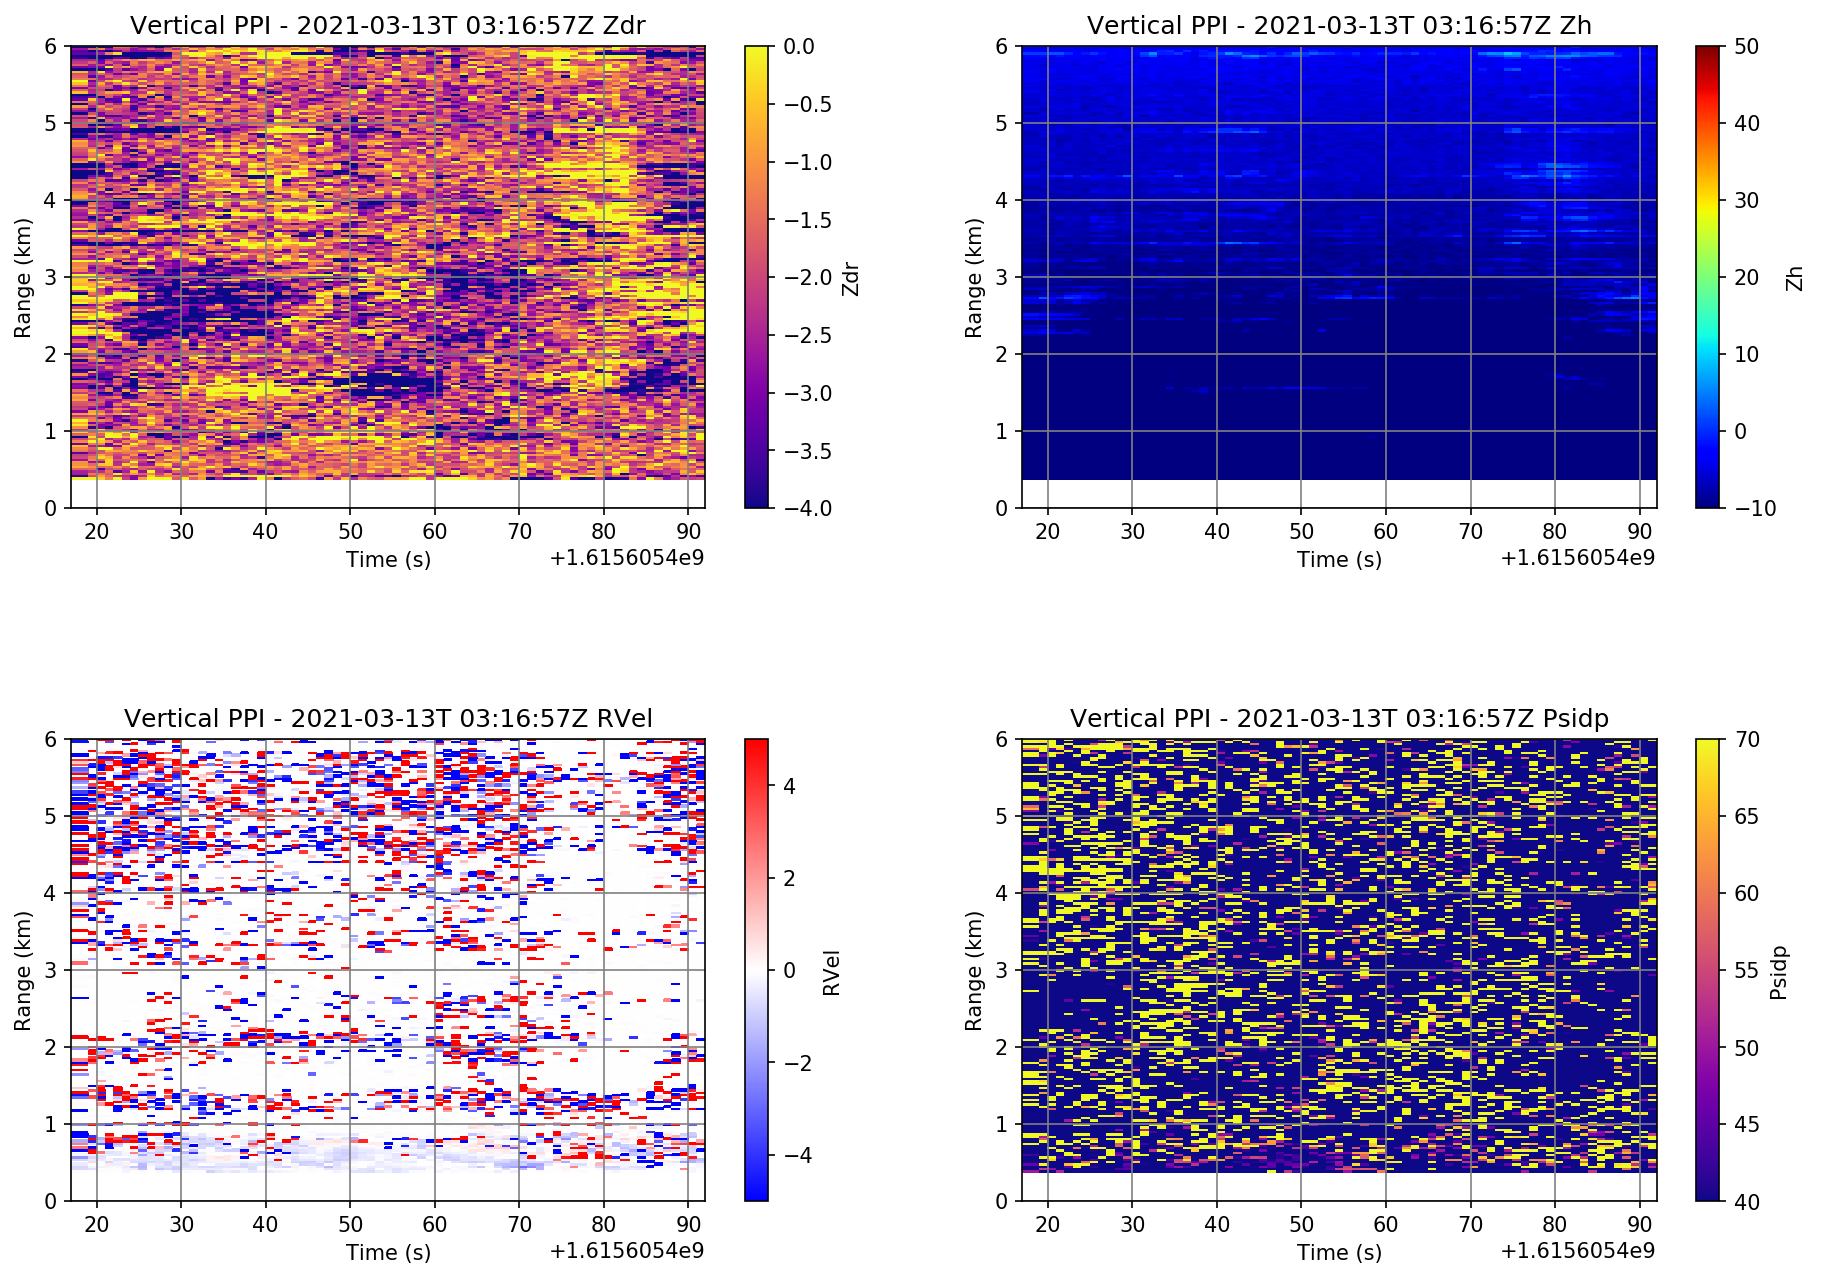 Vertical PPI - 2021-03-13T 03:16:57Z Zdr
6
5
4
3
2
1
0
Range (km)
20 30 40 50 60 70 80 90
Time (s)
+1.6156054e9
0.0
−0.5
−1.0
−1.5
−2.0
−2.5
−3.0
−3.5
−4.0
Zdr
Vertical PPI - 2021-03-13T 03:16:57Z Zh
6
5
4
3
2
1
0
Range (km)
20 30 40 50 60 70 80 90
Time (s)
+1.6156054e9
50
40
30
20
10
0
−10
Zh
Vertical PPI - 2021-03-13T 03:16:57Z RVel
6
5
4
3
2
1
0
Range (km)
20 30 40 50 60 70 80 90
Time (s)
+1.6156054e9
4
2
0
−2
−4
RVel
Vertical PPI - 2021-03-13T 03:16:57Z Psidp
6
5
4
3
2
1
0
Range (km)
20 30 40 50 60 70 80 90
Time (s)
+1.6156054e9
70
65
60
55
50
45
40
Psidp